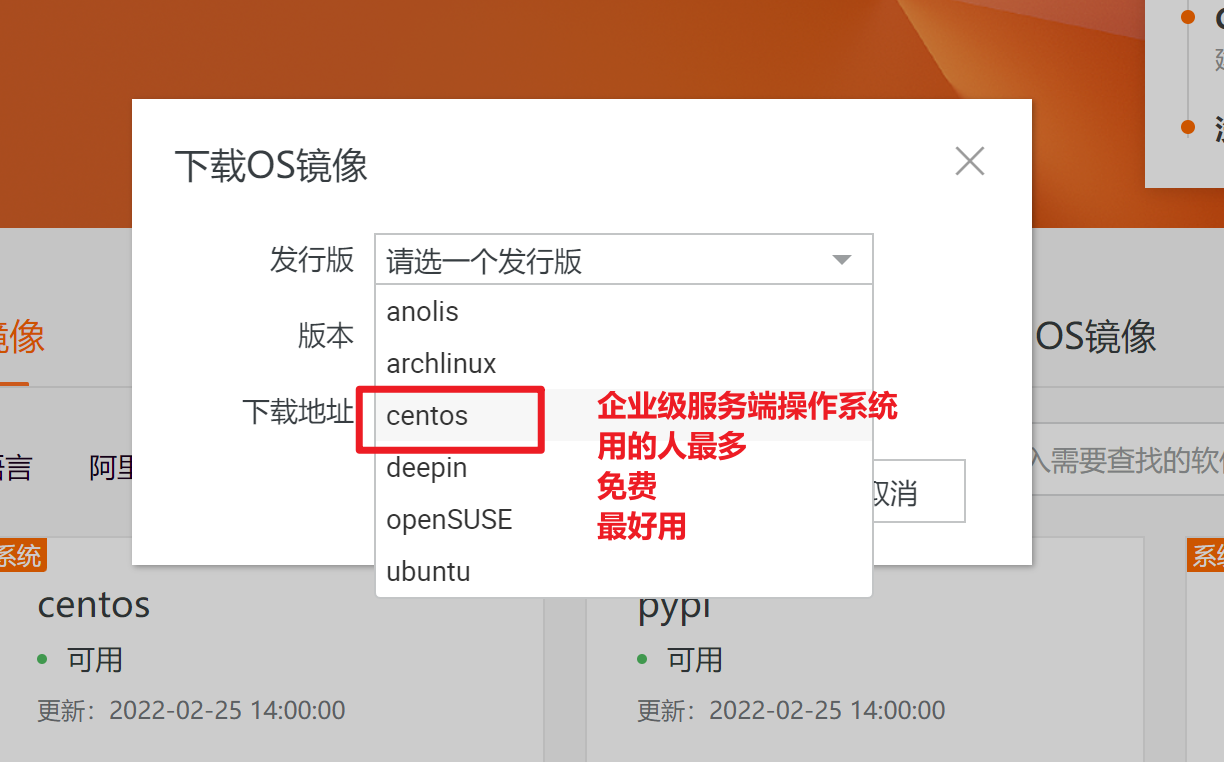 下载OS镜像
发行版
请选一个发行版
anolis
版本
archlinux
镜像
OS镜像
下载地址
centos
企业级服务端操作系统
用的人最多
免费
最好用
语言
阿里
deepin
入需要查找的软件
取消
openSUSE
系统
ubuntu
系统
centos
pypi
可用
可用
更新：2022-02-25 14:00:00
更新：2022-02-25 14:00:00